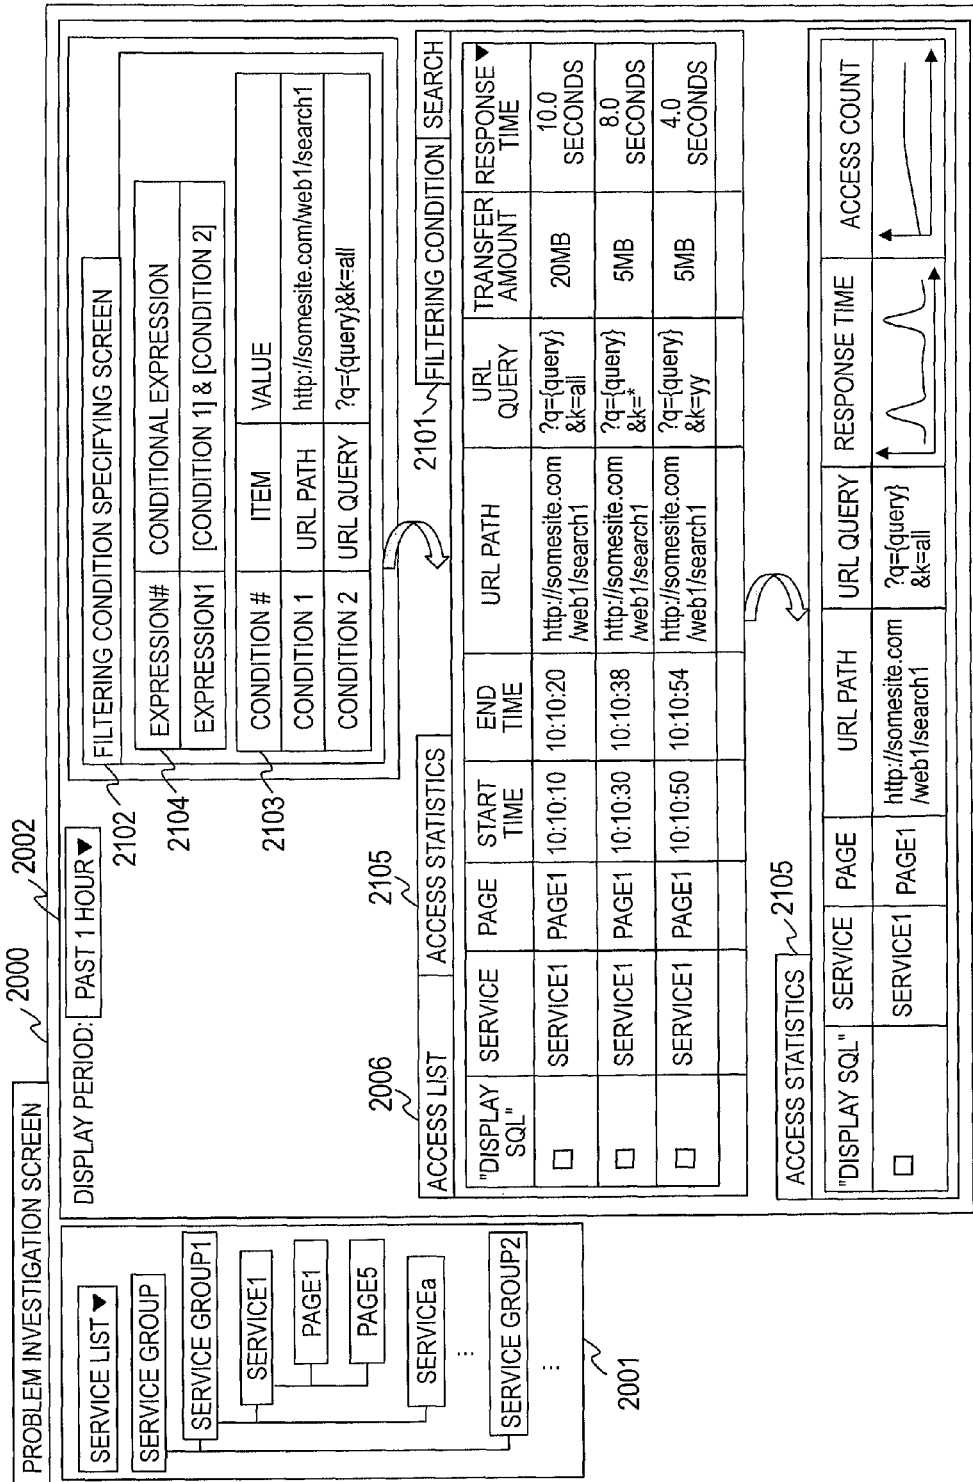 PROBLEM INVESTIGATION SCREEN
2000
2002
SERVICE LIST▼
SERVICE GROUP
SERVICE GROUP1
SERVICE1
PAGE1
PAGE5
SERVICEa
⋮
SERVICE GROUP2
⋮
2001
DISPLAY PERIOD: PAST 1 HOUR▼
2102
FILTERING CONDITION SPECIFYING SCREEN
2104
EXPRESSION# CONDITIONAL EXPRESSION
EXPRESSION1 [CONDITION 1] & [CONDITION 2]
2103
CONDITION # ITEM VALUE
CONDITION 1 URL PATH http://somesite.com/web1/search1
CONDITION 2 URL QUERY ?q={query}&k=all
2006
2105
2101
ACCESS LIST ACCESS STATISTICS FILTERING CONDITION SEARCH
"DISPLAY SQL" SERVICE PAGE START TIME END TIME URL PATH URL QUERY TRANSFER AMOUNT RESPONSE TIME▼
□ SERVICE1 PAGE1 10:10:10 10:10:20 http://somesite.com/web1/search1 ?q={query}&k=all 20MB 10.0 SECONDS
□ SERVICE1 PAGE1 10:10:30 10:10:38 http://somesite.com/web1/search1 ?q={query}&k=* 5MB 8.0 SECONDS
□ SERVICE1 PAGE1 10:10:50 10:10:54 http://somesite.com/web1/search1 ?q={query}&k=yy 5MB 4.0 SECONDS
ACCESS STATISTICS
2105
"DISPLAY SQL" SERVICE PAGE URL PATH URL QUERY RESPONSE TIME ACCESS COUNT
□ SERVICE1 PAGE1 http://somesite.com/web1/search1 ?q={query}&k=all